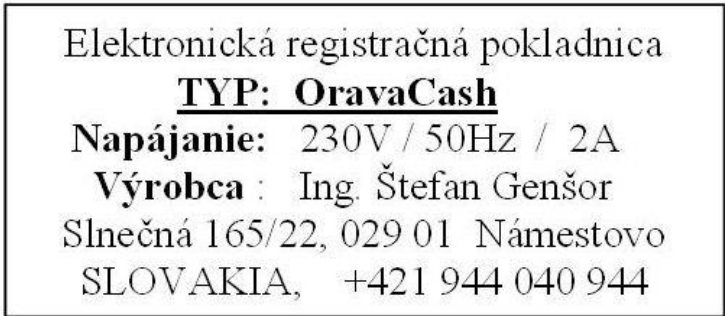 Elektronická registračná pokladnica
TYP: OravaCash
Napájanie: 230V / 50Hz / 2A
Výrobca : Ing. Štefan Genšor
Slnečná 165/22, 029 01 Námestovo
SLOVAKIA, +421 944 040 944